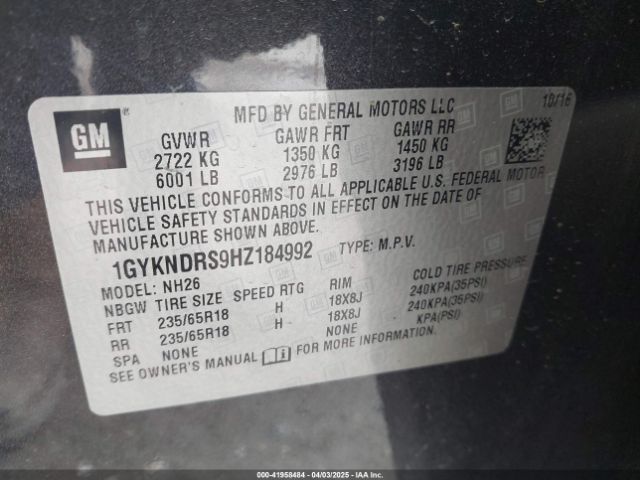 GM
MFD BY GENERAL MOTORS LLC 10/16
GVWR GAWR FRT GAWR RR
2722 KG 1350 KG 1450 KG
6001 LB 2976 LB 3196 LB
THIS VEHICLE CONFORMS TO ALL APPLICABLE U.S. FEDERAL MOTOR
VEHICLE SAFETY STANDARDS IN EFFECT ON THE DATE OF
MANUFACTURE SHOWN ABOVE.
1GYKNDRS9HZ184992 TYPE: M.P.V.
MODEL: NH26
NBGW TIRE SIZE SPEED RTG RIM COLD TIRE PRESSURE
FRT 235/65R18 H 18X8J 240KPA(35PSI)
RR 235/65R18 H 18X8J 240KPA(35PSI)
SPA NONE NONE KPA(PSI)
SEE OWNER'S MANUAL FOR MORE INFORMATION.
000-41958484 - 04/03/2025 - IAAI.COM